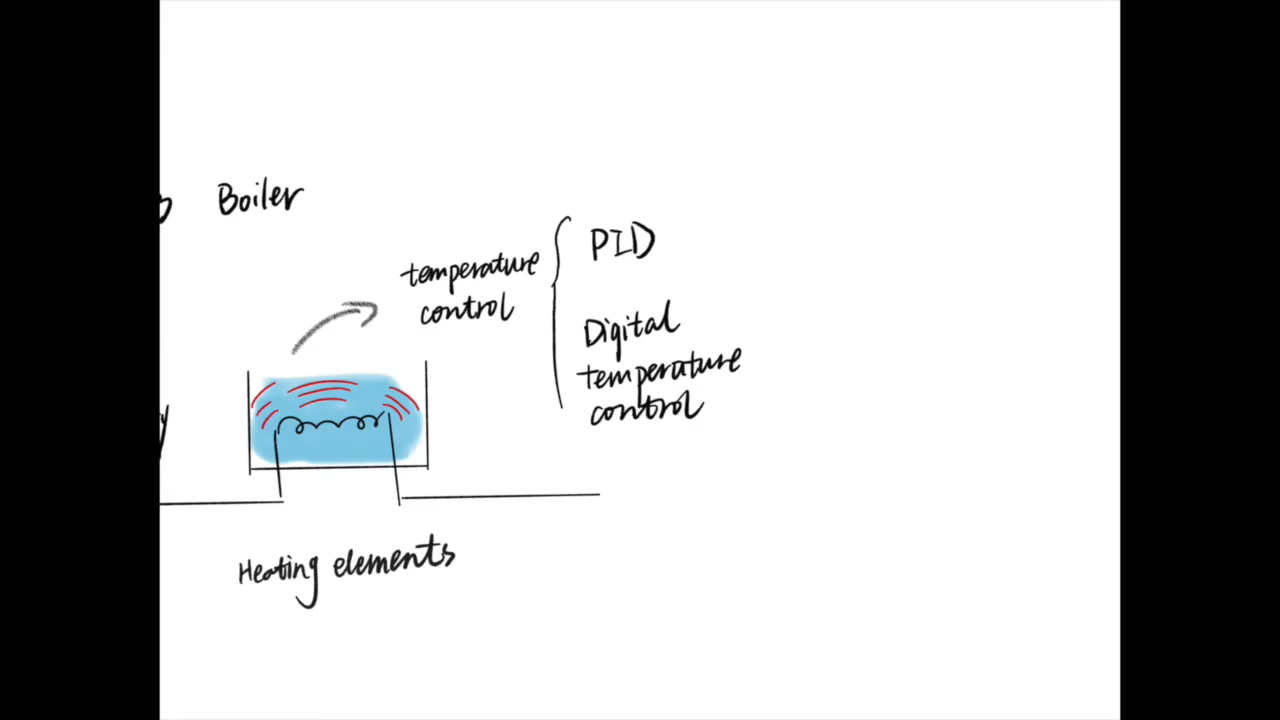 Boiler
temperature
control
PID
Digital
temperature
control
Heating elements